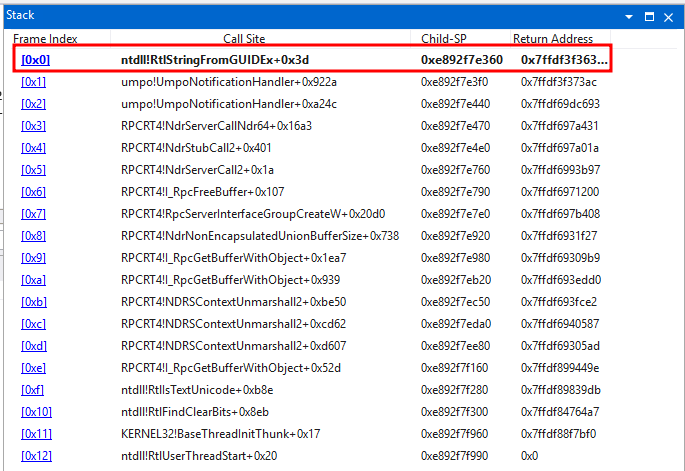 Stack
Frame Index Call Site Child-SP Return Address
[0x0] ntdll!RtlStringFromGUIDEx+0x3d 0xe892f7e360 0x7ffdf3f363...
[0x1] umpo!UmpoNotificationHandler+0x922a 0xe892f7e3f0 0x7ffdf3f373ac
[0x2] umpo!UmpoNotificationHandler+0xa24c 0xe892f7e440 0x7ffdf69dc693
[0x3] RPCRT4!NdrServerCallNdr64+0x16a3 0xe892f7e470 0x7ffdf697a431
[0x4] RPCRT4!NdrStubCall2+0x401 0xe892f7e4e0 0x7ffdf697a01a
[0x5] RPCRT4!NdrServerCall2+0x1a 0xe892f7e760 0x7ffdf6993b97
[0x6] RPCRT4!I_RpcFreeBuffer+0x107 0xe892f7e790 0x7ffdf6971200
[0x7] RPCRT4!RpcServerInterfaceGroupCreateW+0x20d0 0xe892f7e7e0 0x7ffdf697b408
[0x8] RPCRT4!NdrNonEncapsulatedUnionBufferSize+0x738 0xe892f7e920 0x7ffdf6931f27
[0x9] RPCRT4!I_RpcGetBufferWithObject+0x1ea7 0xe892f7e980 0x7ffdf69309b9
[0xa] RPCRT4!I_RpcGetBufferWithObject+0x939 0xe892f7eb20 0x7ffdf693edd0
[0xb] RPCRT4!NDRSContextUnmarshall2+0xbe50 0xe892f7ec50 0x7ffdf693fce2
[0xc] RPCRT4!NDRSContextUnmarshall2+0xcd62 0xe892f7eda0 0x7ffdf6940587
[0xd] RPCRT4!NDRSContextUnmarshall2+0xd607 0xe892f7ee80 0x7ffdf69305ad
[0xe] RPCRT4!I_RpcGetBufferWithObject+0x52d 0xe892f7f160 0x7ffdf899449e
[0xf] ntdll!RtlIsTextUnicode+0xb8e 0xe892f7f280 0x7ffdf89839db
[0x10] ntdll!RtlFindClearBits+0x8eb 0xe892f7f300 0x7ffdf84764a7
[0x11] KERNEL32!BaseThreadInitThunk+0x17 0xe892f7f960 0x7ffdf88f7bf0
[0x12] ntdll!RtlUserThreadStart+0x20 0xe892f7f990 0x0